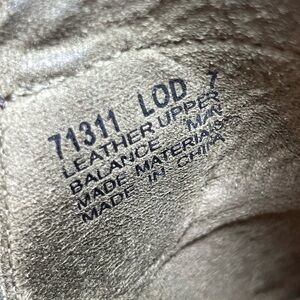 71311 LOD 7
LEATHER UPPER
BALANCE MAN
MADE MATERIALS
MADE IN CHINA